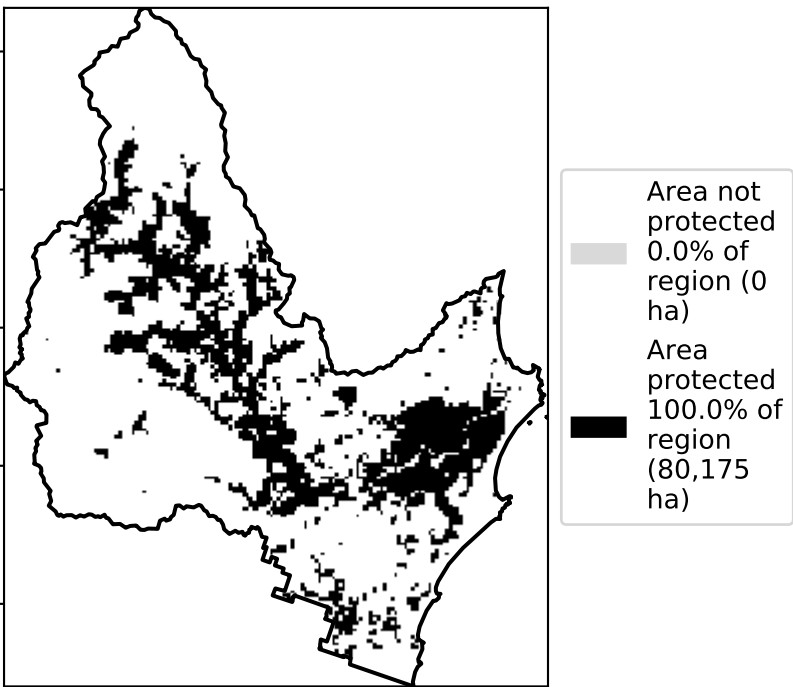 Area not
protected
0.0% of
region (0
ha)
Area
protected
100.0% of
region
(80,175
ha)